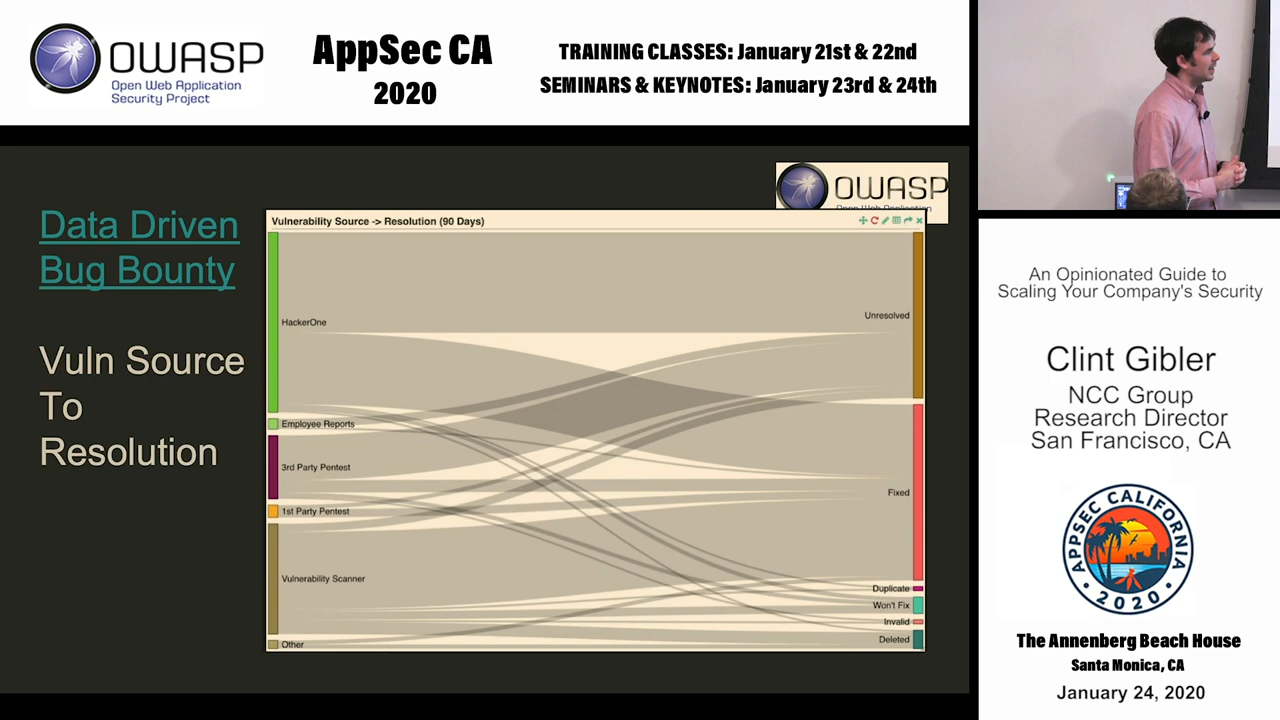 OWASP
Open Web Application
Security Project
AppSec CA
2020
TRAINING CLASSES: January 21st & 22nd
SEMINARS & KEYNOTES: January 23rd & 24th
Data Driven
Bug Bounty
Vuln Source
To
Resolution
OWASP
Open Web Application
Vulnerability Source -> Resolution (90 Days)
HackerOne
Employee Reports
3rd Party Pentest
1st Party Pentest
Vulnerability Scanner
Other
Unresolved
Fixed
Duplicate
Won't Fix
Invalid
Deleted
An Opinionated Guide to
Scaling Your Company's Security
Clint Gibler
NCC Group
Research Director
San Francisco, CA
APPSEC CALIFORNIA
• 2020 •
The Annenberg Beach House
Santa Monica, CA
January 24, 2020